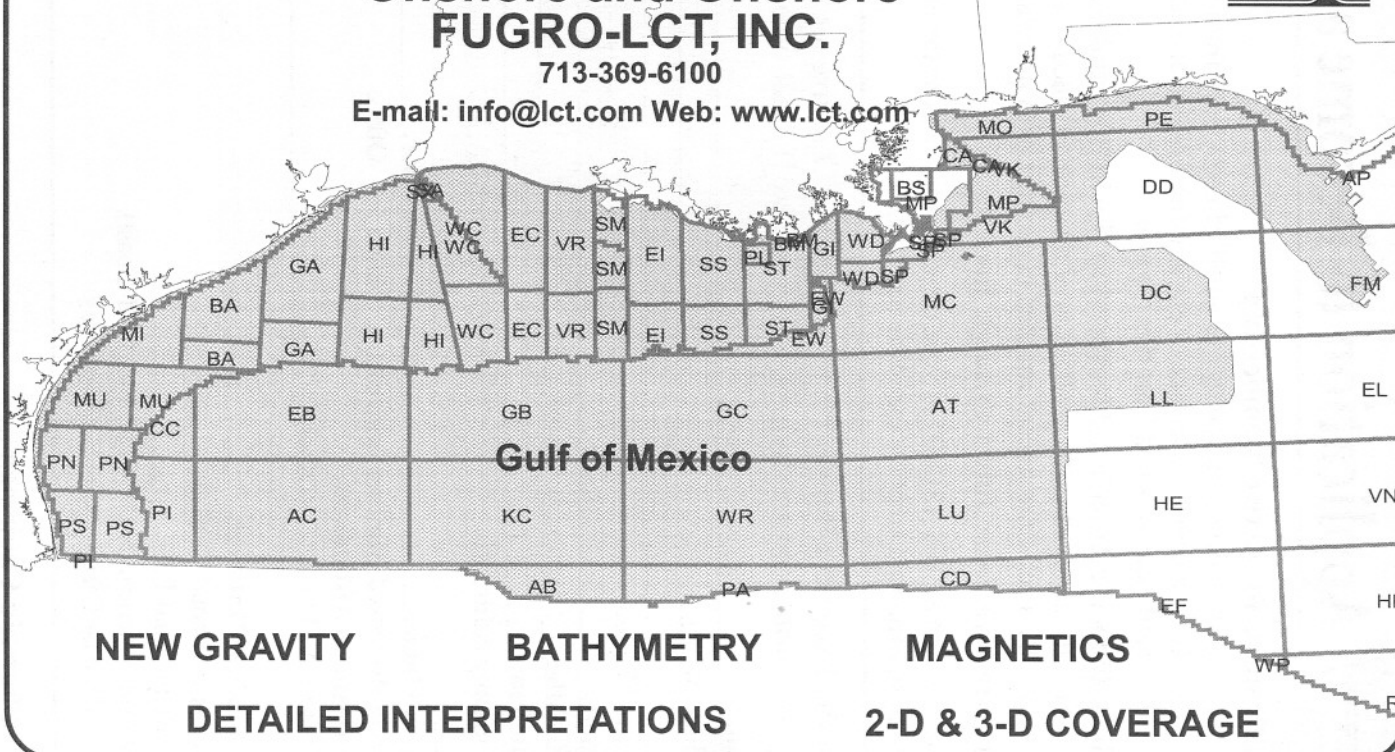 FUGRO-LCT, INC.
713-369-6100
E-mail: info@lct.com Web: www.lct.com
MO PE
CA CA VK
AP
BS DD
MP MP
SA
WC SM
HI HI WC EC VR EI SS PI BM ST GI WD SP VK
GA SM WD SP MC DC FM
BA EW GI
MI HI HI WC EC VR SM EI SS ST EW
BA GA
MU MU CC EB GB GC AT LL EL
Gulf of Mexico
PN PN
PS PS PI AC KC WR LU HE VN
PI AB PA CD EF
WP
NEW GRAVITY BATHYMETRY MAGNETICS
DETAILED INTERPRETATIONS 2-D & 3-D COVERAGE